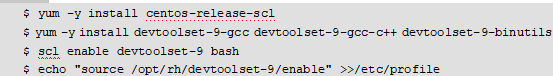 $ yum -y install centos-release-scl
$ yum -y install devtoolset-9-gcc devtoolset-9-gcc-c++ devtoolset-9-binutils
$ scl enable devtoolset-9 bash
$ echo "source /opt/rh/devtoolset-9/enable" >>/etc/profile